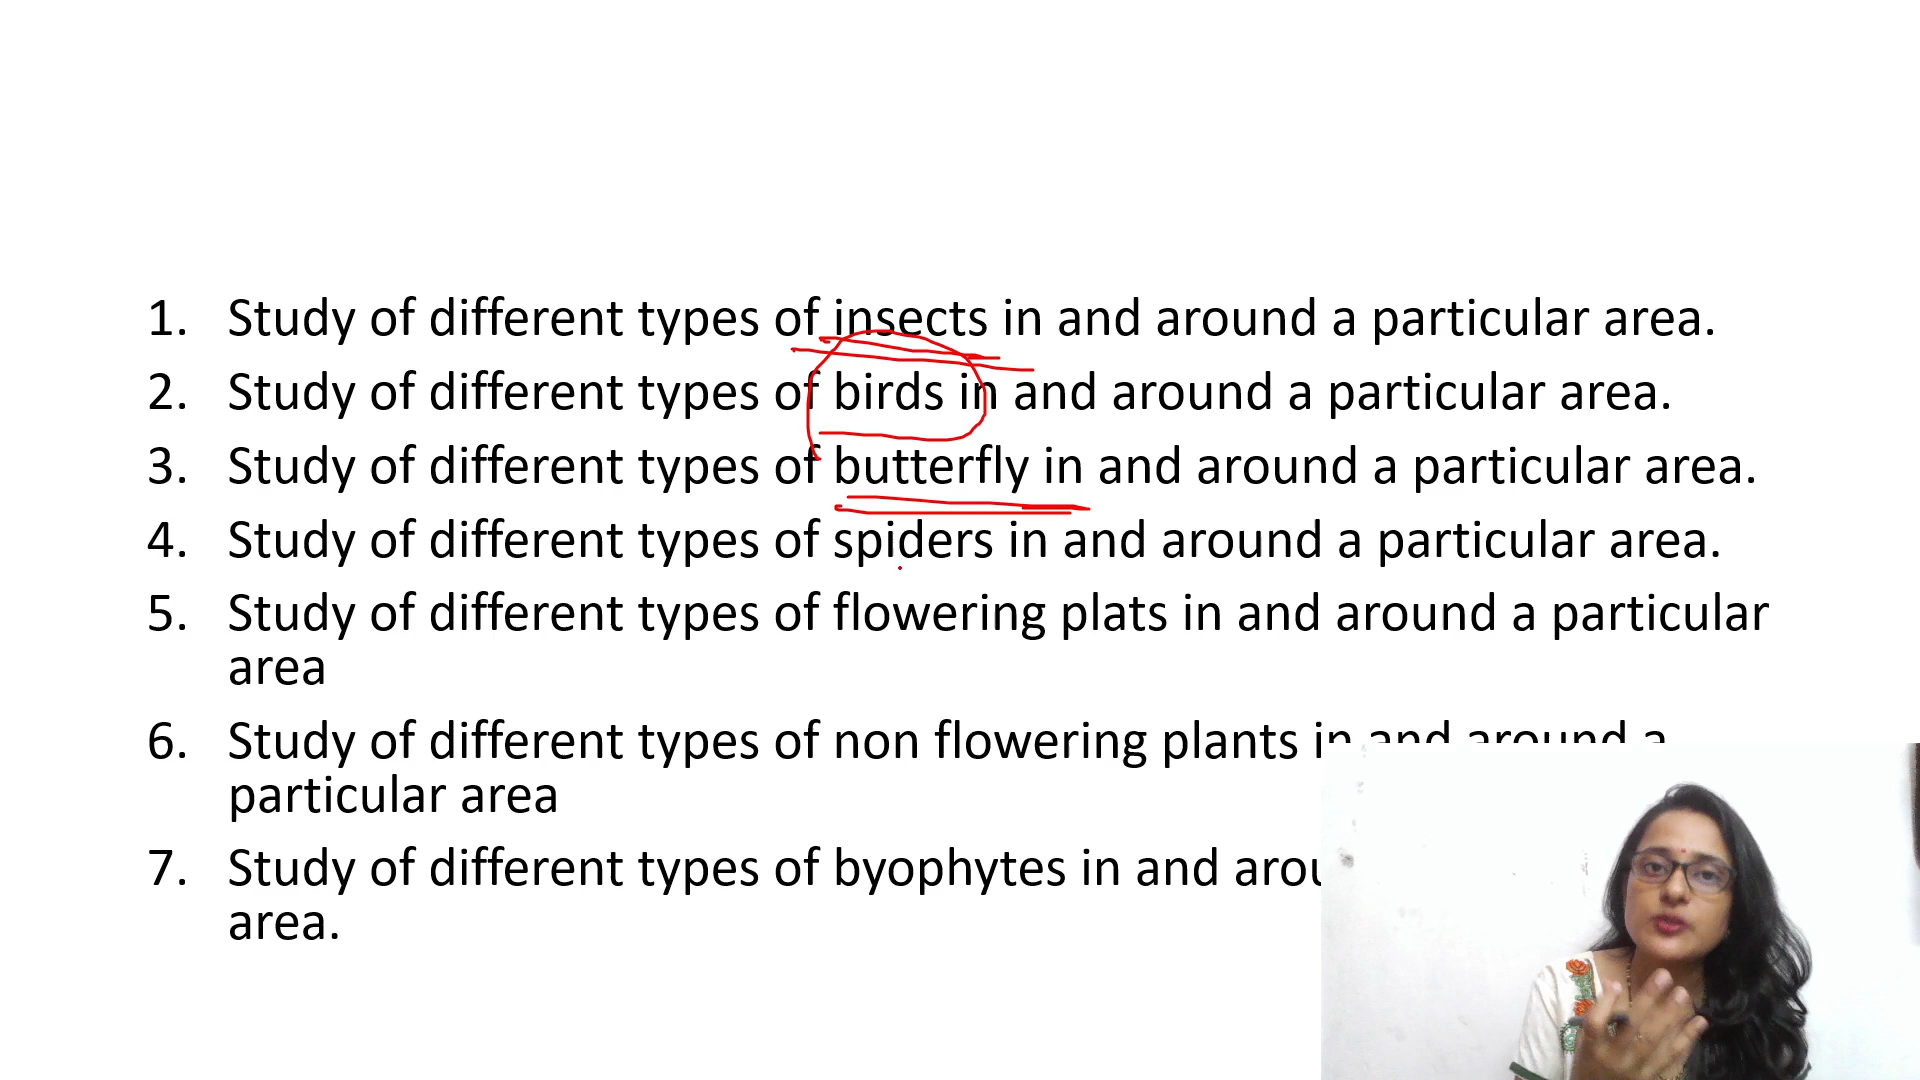 1. Study of different types of insects in and around a particular area.
2. Study of different types of birds in and around a particular area.
3. Study of different types of butterfly in and around a particular area.
4. Study of different types of spiders in and around a particular area.
5. Study of different types of flowering plats in and around a particular
area
6. Study of different types of non flowering plants in and around a
particular area
7. Study of different types of byophytes in and
area.